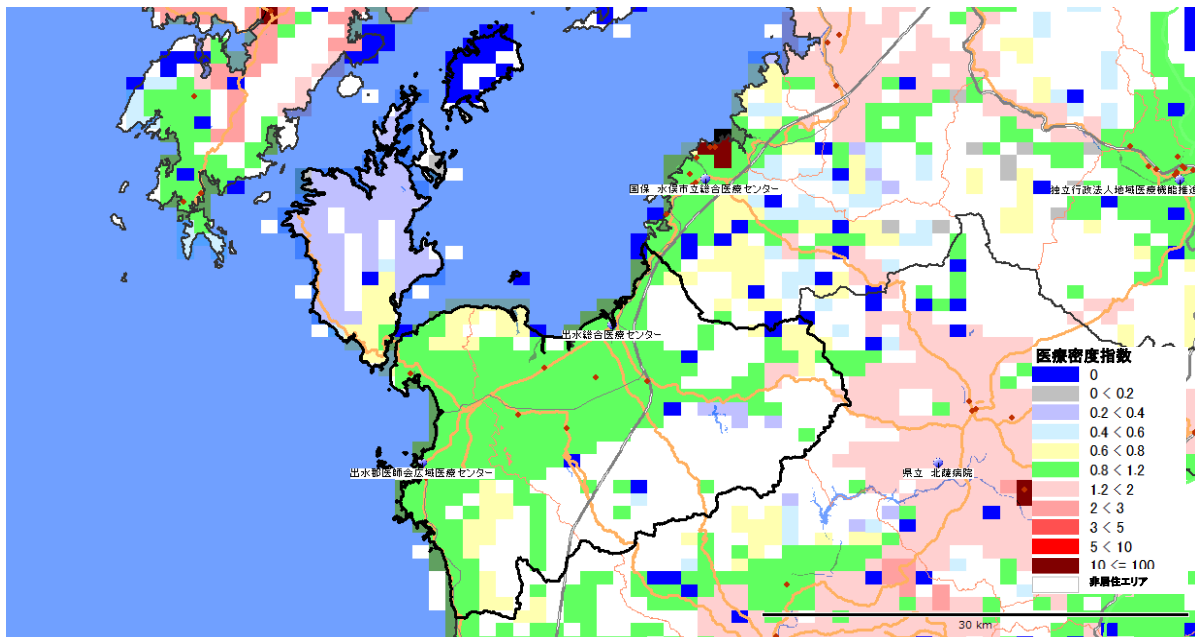 国保 水俣市立総合医療センター
独立行政法人地域医療機能推進
出水総合医療センター
出水郡医師会広域医療センター
県立 北薩病院
医療密度指数
0
0 < 0.2
0.2 < 0.4
0.4 < 0.6
0.6 < 0.8
0.8 < 1.2
1.2 < 2
2 < 3
3 < 5
5 < 10
10 <= 100
非居住エリア
30 km